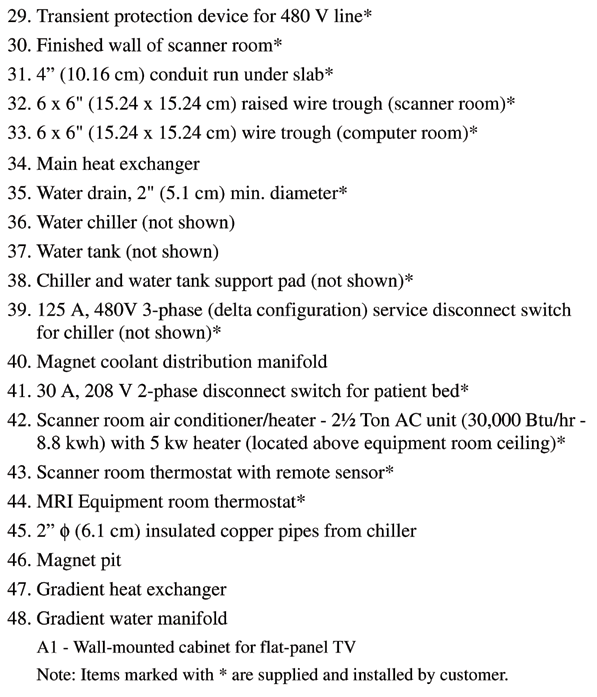 29. Transient protection device for 480 V line*
30. Finished wall of scanner room*
31. 4” (10.16 cm) conduit run under slab*
32. 6 x 6" (15.24 x 15.24 cm) raised wire trough (scanner room)*
33. 6 x 6" (15.24 x 15.24 cm) wire trough (computer room)*
34. Main heat exchanger
35. Water drain, 2" (5.1 cm) min. diameter*
36. Water chiller (not shown)
37. Water tank (not shown)
38. Chiller and water tank support pad (not shown)*
39. 125 A, 480V 3-phase (delta configuration) service disconnect switch
for chiller (not shown)*
40. Magnet coolant distribution manifold
41. 30 A, 208 V 2-phase disconnect switch for patient bed*
42. Scanner room air conditioner/heater - 2½ Ton AC unit (30,000 Btu/hr -
8.8 kwh) with 5 kw heater (located above equipment room ceiling)*
43. Scanner room thermostat with remote sensor*
44. MRI Equipment room thermostat*
45. 2” ϕ (6.1 cm) insulated copper pipes from chiller
46. Magnet pit
47. Gradient heat exchanger
48. Gradient water manifold
A1 - Wall-mounted cabinet for flat-panel TV
Note: Items marked with * are supplied and installed by customer.